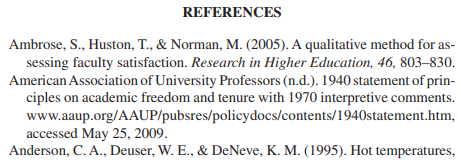 REFERENCES
Ambrose, S., Huston, T., & Norman, M. (2005). A qualitative method for as-
sessing faculty satisfaction. Research in Higher Education, 46, 803–830.
American Association of University Professors (n.d.). 1940 statement of prin-
ciples on academic freedom and tenure with 1970 interpretive comments.
www.aaup.org/AAUP/pubsres/policydocs/contents/1940statement.htm,
accessed May 25, 2009.
Anderson, C. A., Deuser, W. E., & DeNeve, K. M. (1995). Hot temperatures,